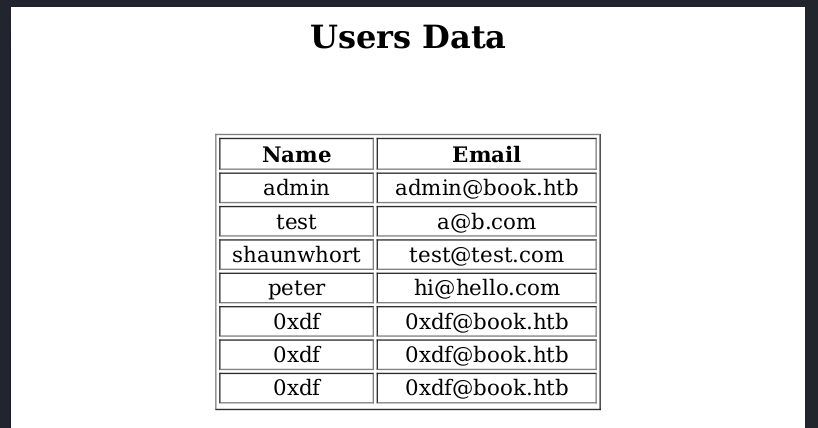 Users Data
Name Email
admin admin@book.htb
test a@b.com
shaunwhort test@test.com
peter hi@hello.com
0xdf 0xdf@book.htb
0xdf 0xdf@book.htb
0xdf 0xdf@book.htb